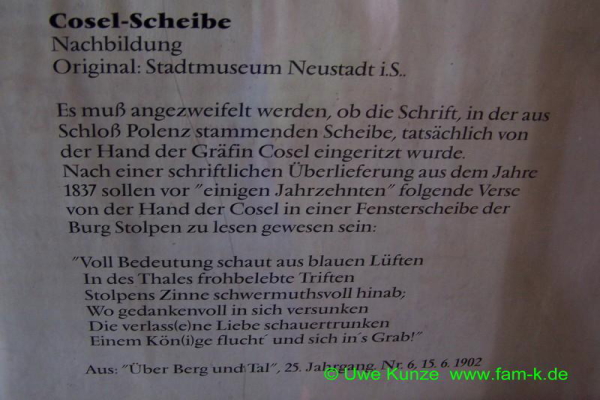 Cosel-Scheibe
Nachbildung
Original: Stadtmuseum Neustadt i.S..
Es muß angezweifelt werden, ob die Schrift, in der aus
Schloß Polenz stammenden Scheibe, tatsächlich von
der Hand der Gräfin Cosel eingeritzt wurde.
Nach einer schriftlichen Überlieferung aus dem Jahre
1837 sollen vor "einigen Jahrzehnten" folgende Verse
von der Hand der Cosel in einer Fensterscheibe der
Burg Stolpen zu lesen gewesen sein:
"Voll Bedeutung schaut aus blauen Lüften
In des Thales frohbelebte Triften
Stolpens Zinne schwermuthsvoll hinab;
Wo gedankenvoll in sich versunken
Die verlass(e)ne Liebe schauertrunken
Einem Kön(i)ge flucht' und sich in's Grab!"
Aus: "Über Berg und Tal", 25. Jahrgang, Nr. 6, 15. 6. 1902
© Uwe Kunze www.fam-k.de